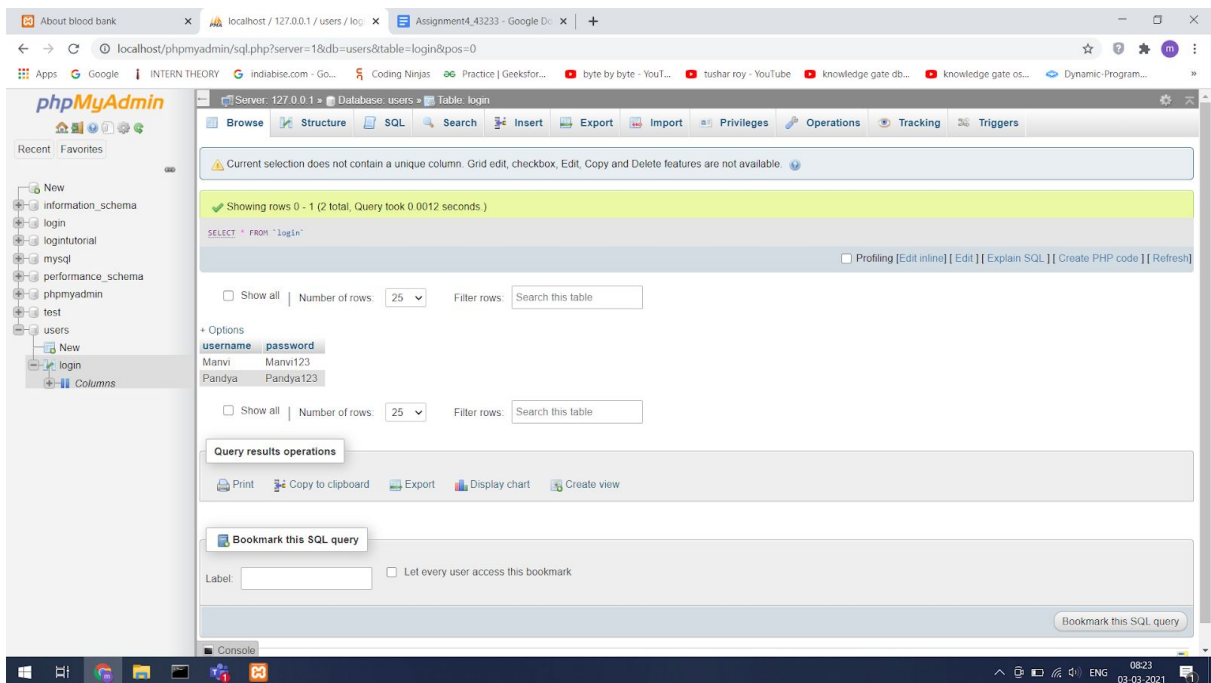 About blood bank
localhost / 127.0.0.1 / users / log
Assignment4_43233 - Google Do
localhost/phpmyadmin/sql.php?server=1&db=users&table=login&pos=0
m
Apps Google INTERN THEORY indiabise.com - Go... Coding Ninjas Practice | Geeksfor... byte by byte - YouT... tushar roy - YouTube knowledge gate db... knowledge gate os... Dynamic-Program... »
phpMyAdmin
Recent Favorites
New
information_schema
login
logintutorial
mysql
performance_schema
phpmyadmin
test
users
New
login
Columns
Server: 127.0.0.1 » Database: users » Table: login
Browse Structure SQL Search Insert Export Import Privileges Operations Tracking Triggers
Current selection does not contain a unique column. Grid edit, checkbox, Edit, Copy and Delete features are not available.
Showing rows 0 - 1 (2 total, Query took 0.0012 seconds.)
SELECT * FROM `login`
Profiling [Edit inline] [ Edit ] [ Explain SQL ] [ Create PHP code ] [ Refresh]
Show all | Number of rows: 25 Filter rows: Search this table
+ Options
username password
Manvi Manvi123
Pandya Pandya123
Show all | Number of rows: 25 Filter rows: Search this table
Query results operations
Print Copy to clipboard Export Display chart Create view
Bookmark this SQL query
Label: Let every user access this bookmark
Bookmark this SQL query
Console
ENG 08:23
03-03-2021